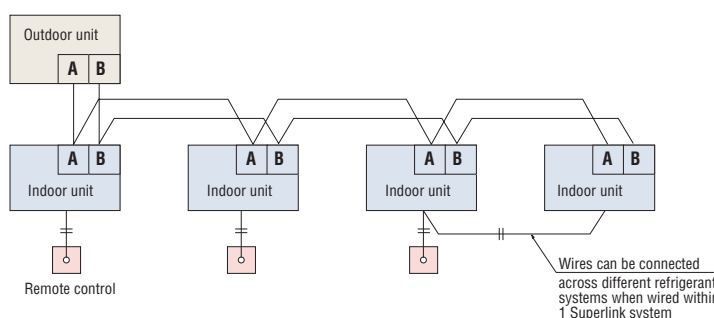 Outdoor unit
A B
A B
A B
A B
A B
Indoor unit
Indoor unit
Indoor unit
Indoor unit
Remote control
Wires can be connected
across different refrigerant
systems when wired within
1 Superlink system